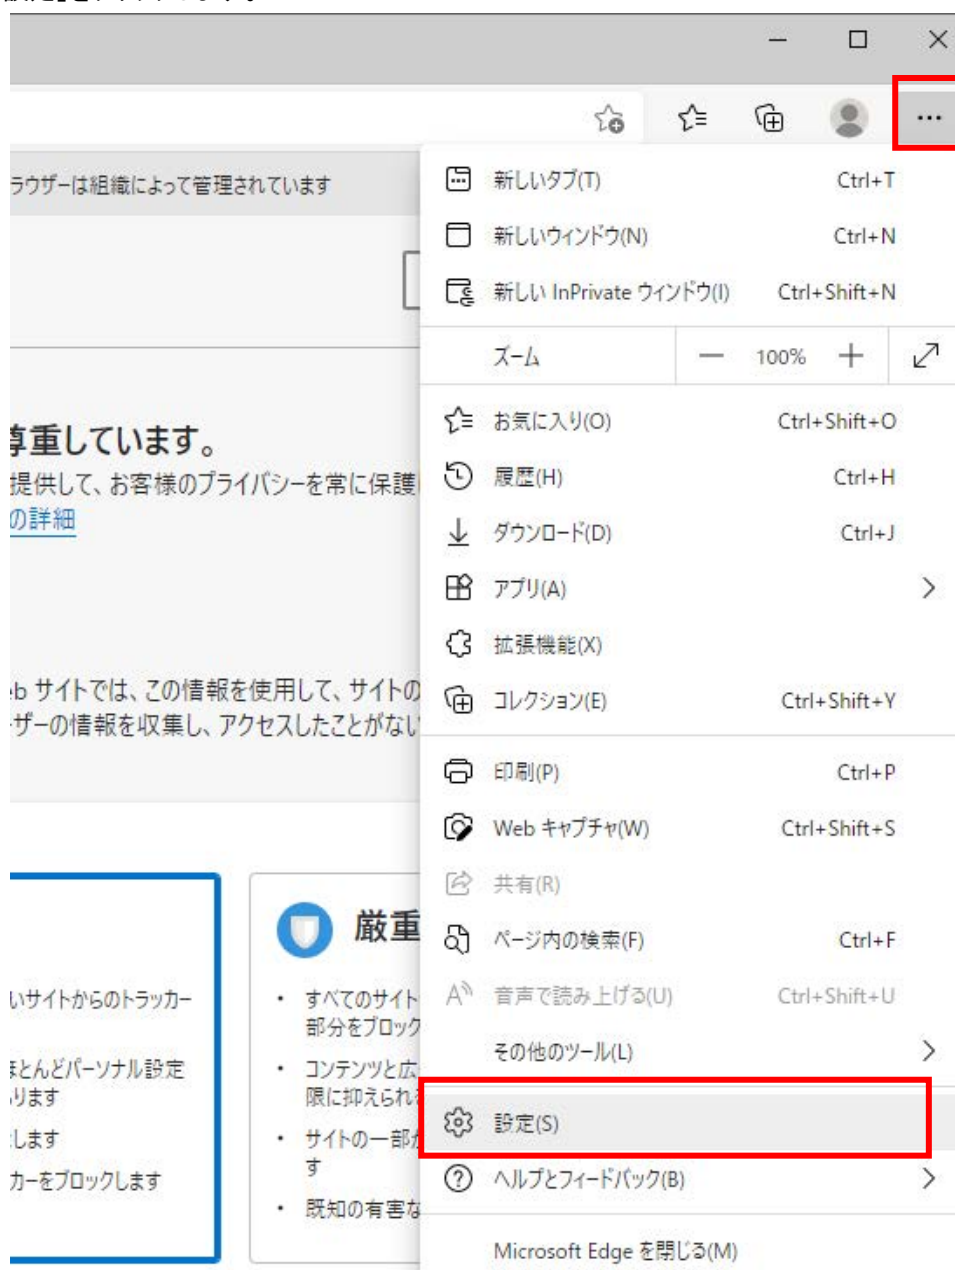 ラウザーは組織によって管理されています
尊重しています。
提供して、お客様のプライバシーを常に保護
の詳細
eb サイトでは、この情報を使用して、サイトの
ーザーの情報を収集し、アクセスしたことがない
いサイトからのトラッカー
ほとんどパーソナル設定
ります
します
カーをブロックします
厳重
• すべてのサイト
部分をブロック
• コンテンツと広
限に抑えられ
• サイトの一部が
す
• 既知の有害な
新しいタブ(T) Ctrl+T
新しいウィンドウ(N) Ctrl+N
新しい InPrivate ウィンドウ(I) Ctrl+Shift+N
ズーム — 100% +
お気に入り(O) Ctrl+Shift+O
履歴(H) Ctrl+H
ダウンロード(D) Ctrl+J
アプリ(A)
拡張機能(X)
コレクション(E) Ctrl+Shift+Y
印刷(P) Ctrl+P
Web キャプチャ(W) Ctrl+Shift+S
共有(R)
ページ内の検索(F) Ctrl+F
音声で読み上げる(U) Ctrl+Shift+U
その他のツール(L)
設定(S)
ヘルプとフィードバック(B)
Microsoft Edge を閉じる(M)